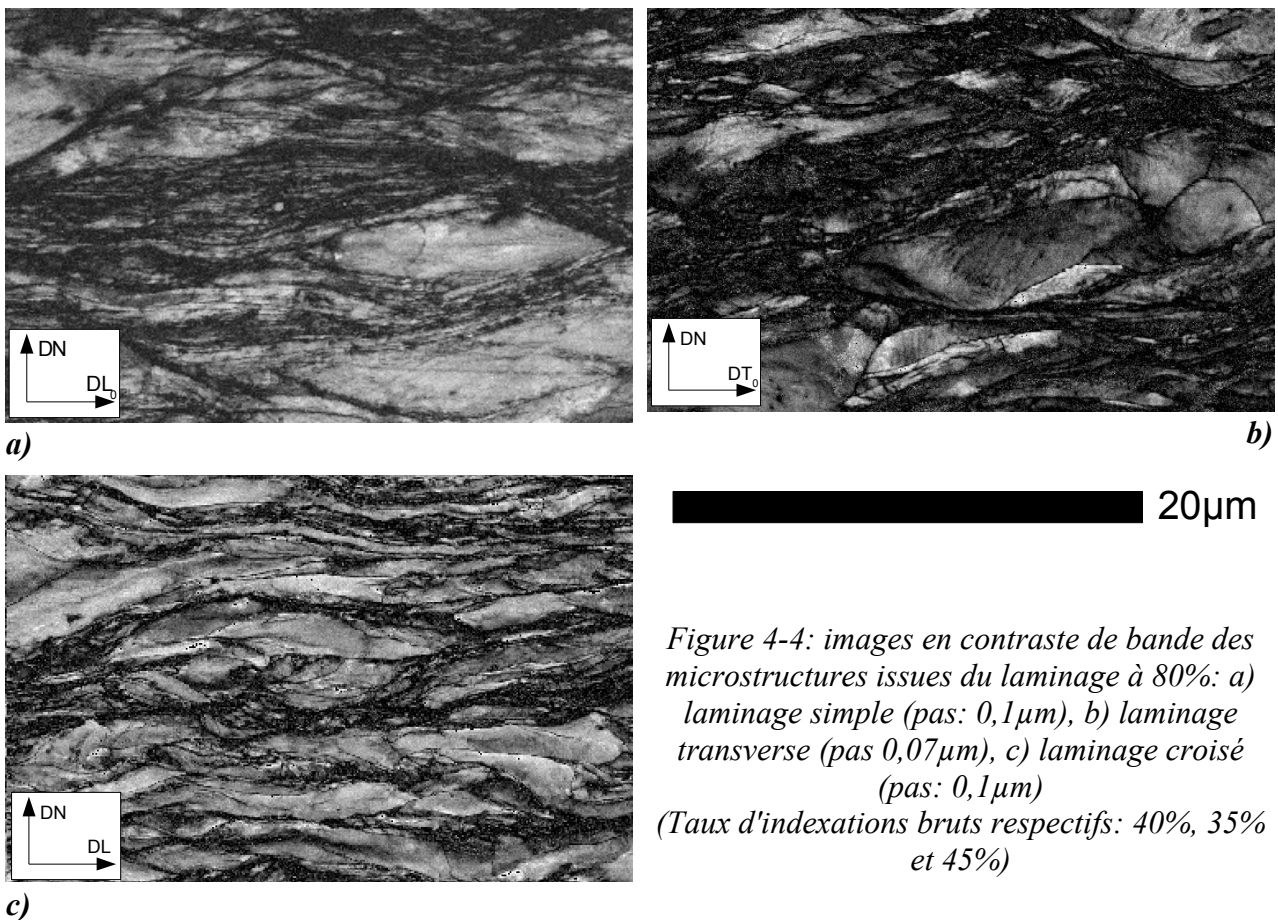 DN
DL0
a)
DN
DT0
b)
DN
DL
c)
20µm
Figure 4-4: images en contraste de bande des
microstructures issues du laminage à 80%: a)
laminage simple (pas: 0,1µm), b) laminage
transverse (pas 0,07µm), c) laminage croisé
(pas: 0,1µm)
(Taux d'indexations bruts respectifs: 40%, 35%
et 45%)